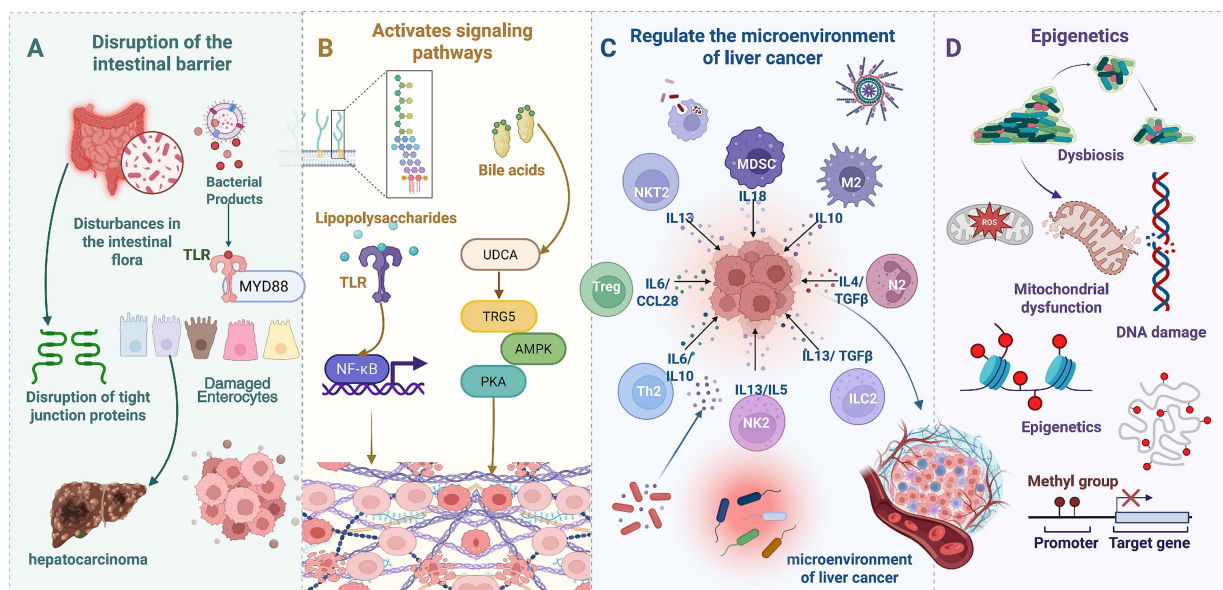 A
Disruption of the
intestinal barrier
Bacterial
Products
Disturbances in
the intestinal
flora
TLR
MYD88
Disruption of tight
junction proteins
Damaged
Enterocytes
hepatocarcinoma
B
Activates signaling
pathways
Bile acids
Lipopolysaccharides
TLR
UDCA
TRG5
AMPK
PKA
NF-κB
C
Regulate the microenvironment
of liver cancer
MDSC
NKT2
M2
IL18
IL13
IL10
Treg
IL6/
CCL28
IL4/
TGFβ
N2
IL6/
IL10
IL13/ TGFβ
Th2
IL13/IL5
ILC2
NK2
microenvironment
of liver cancer
D
Epigenetics
Dysbiosis
ROS
Mitochondrial
dysfunction
DNA damage
Epigenetics
Methyl group
Promoter
Target gene